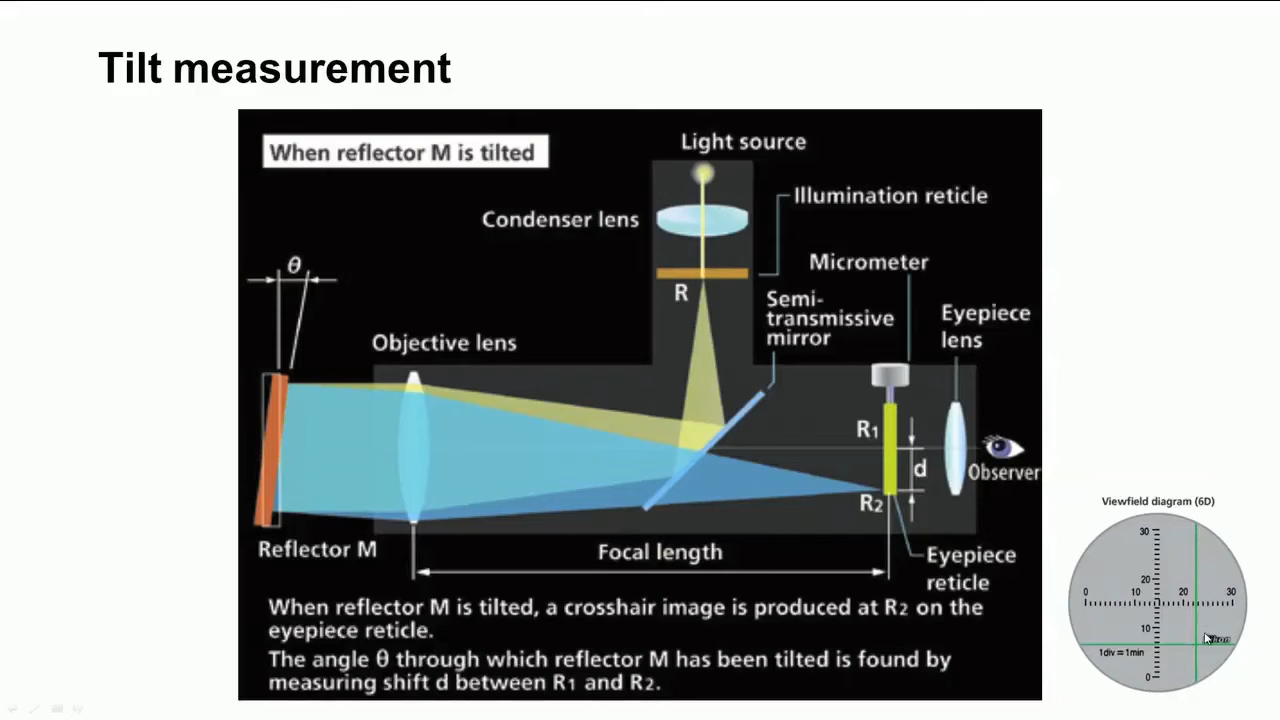 Tilt measurement
When reflector M is tilted
Light source
Illumination reticle
Condenser lens
Micrometer
θ
R
Semi-
transmissive
mirror
Eyepiece
lens
Objective lens
R1
d
Observer
R2
Reflector M
Focal length
Eyepiece
reticle
When reflector M is tilted, a crosshair image is produced at R2 on the
eyepiece reticle.
The angle θ through which reflector M has been tilted is found by
measuring shift d between R1 and R2.
Viewfield diagram (6D)
30
20
0 10 20 30
10
1div = 1min
0